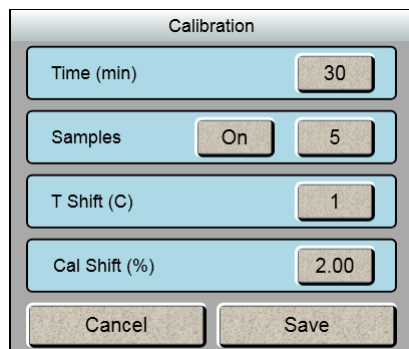 Calibration
Time (min) 30
Samples On 5
T Shift (C) 1
Cal Shift (%) 2.00
Cancel Save